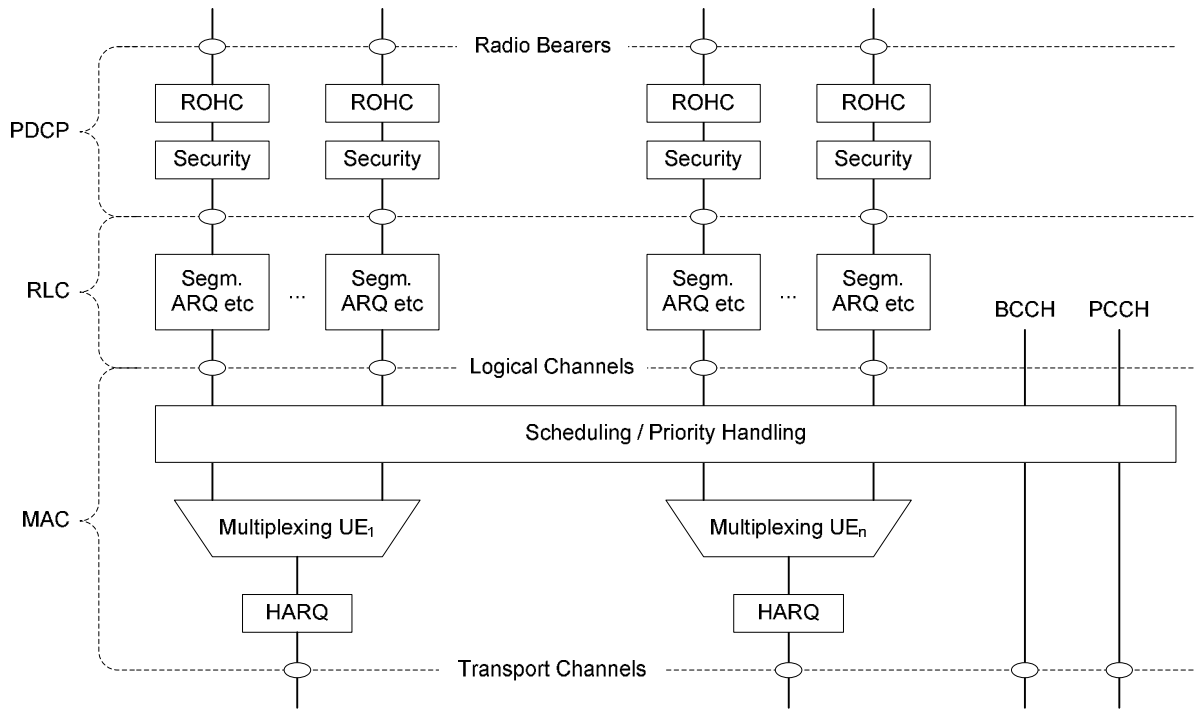 Radio Bearers
ROHC ROHC ROHC ROHC
PDCP
Security Security Security Security
Segm. Segm. Segm. Segm.
RLC
ARQ etc ... ARQ etc ARQ etc ... ARQ etc
BCCH PCCH
Logical Channels
Scheduling / Priority Handling
MAC
Multiplexing UE₁ Multiplexing UEₙ
HARQ HARQ
Transport Channels